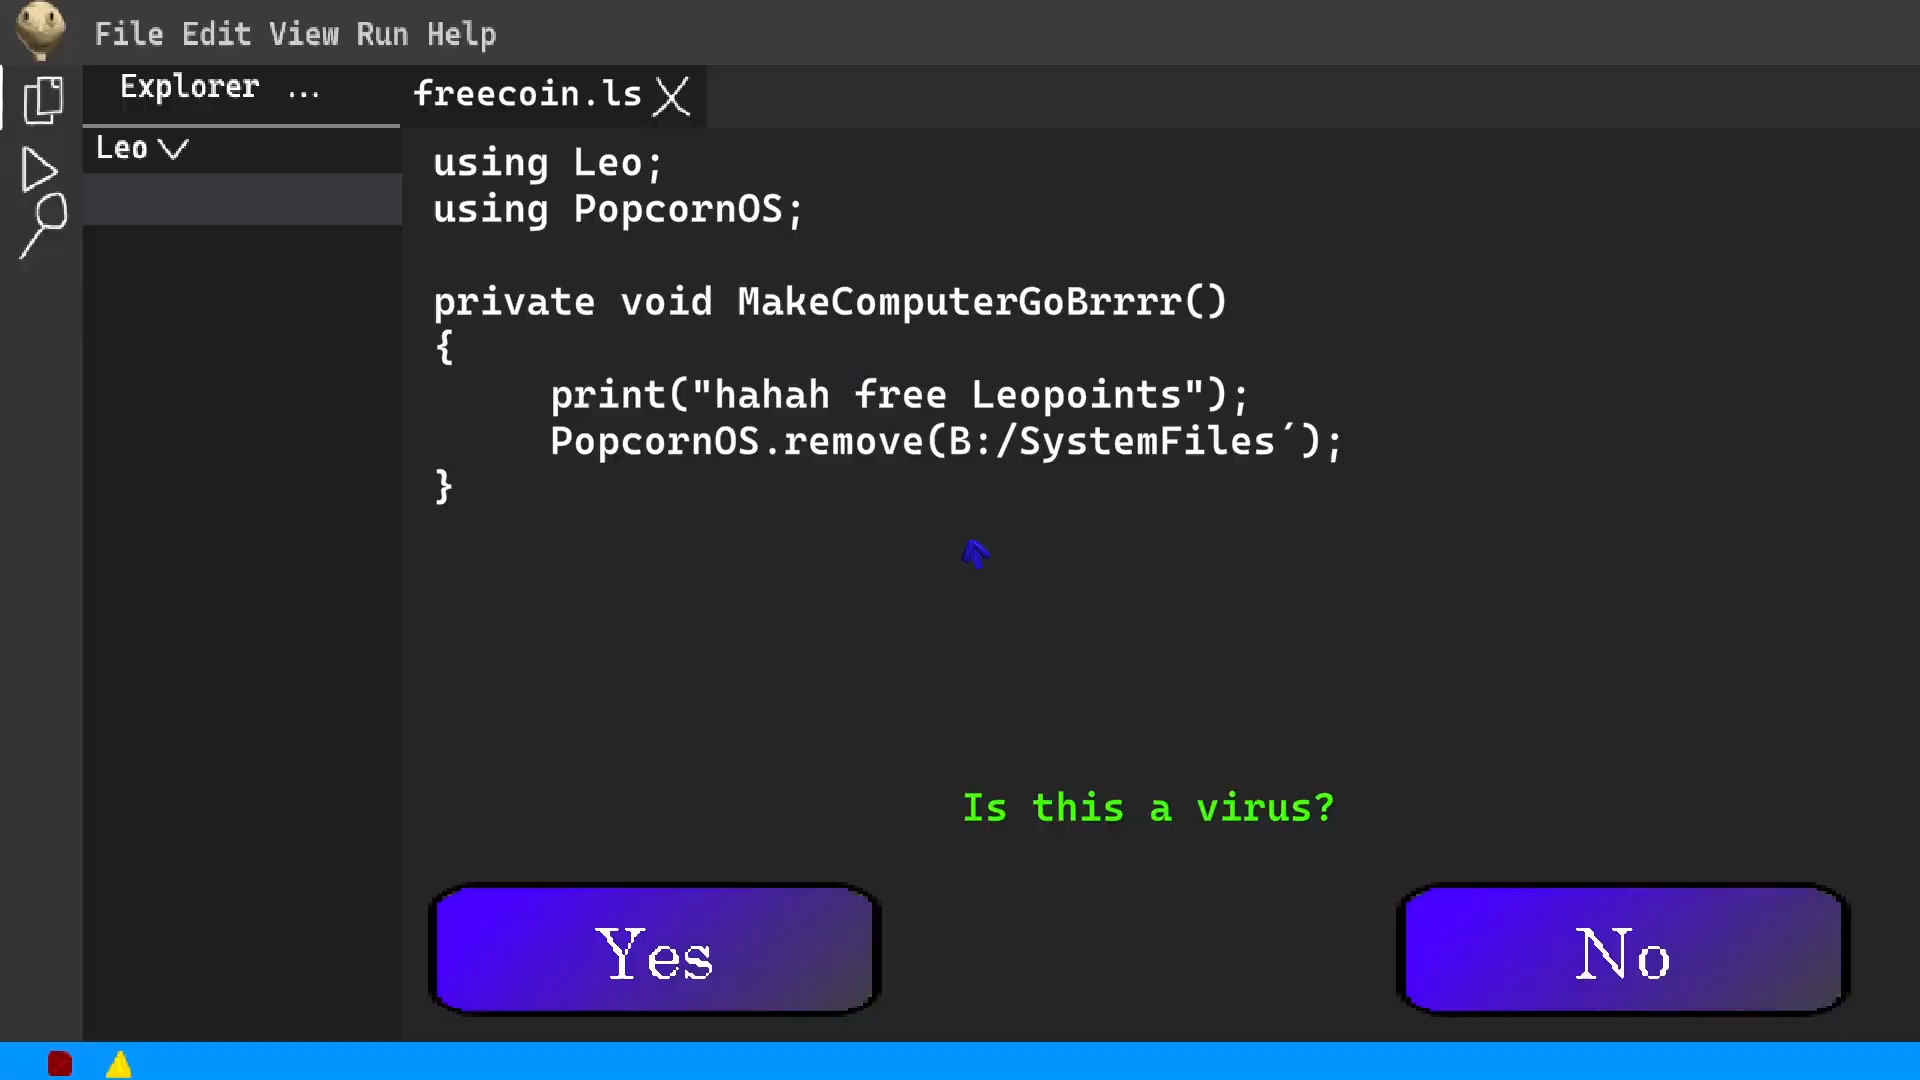 File Edit View Run Help
Explorer ...
freecoin.ls
Leo
using Leo;
using PopcornOS;
private void MakeComputerGoBrrrr()
{
print("hahah free Leopoints");
PopcornOS.remove(B:/SystemFiles´);
}
Is this a virus?
Yes
No